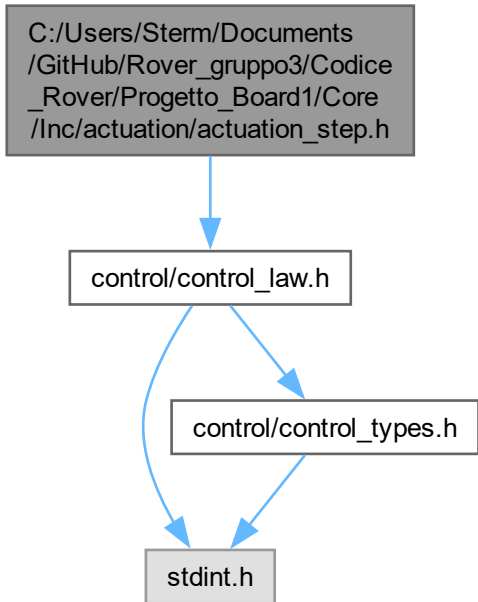 C:/Users/Sterm/Documents
/GitHub/Rover_gruppo3/Codice
_Rover/Progetto_Board1/Core
/Inc/actuation/actuation_step.h
control/control_law.h
control/control_types.h
stdint.h